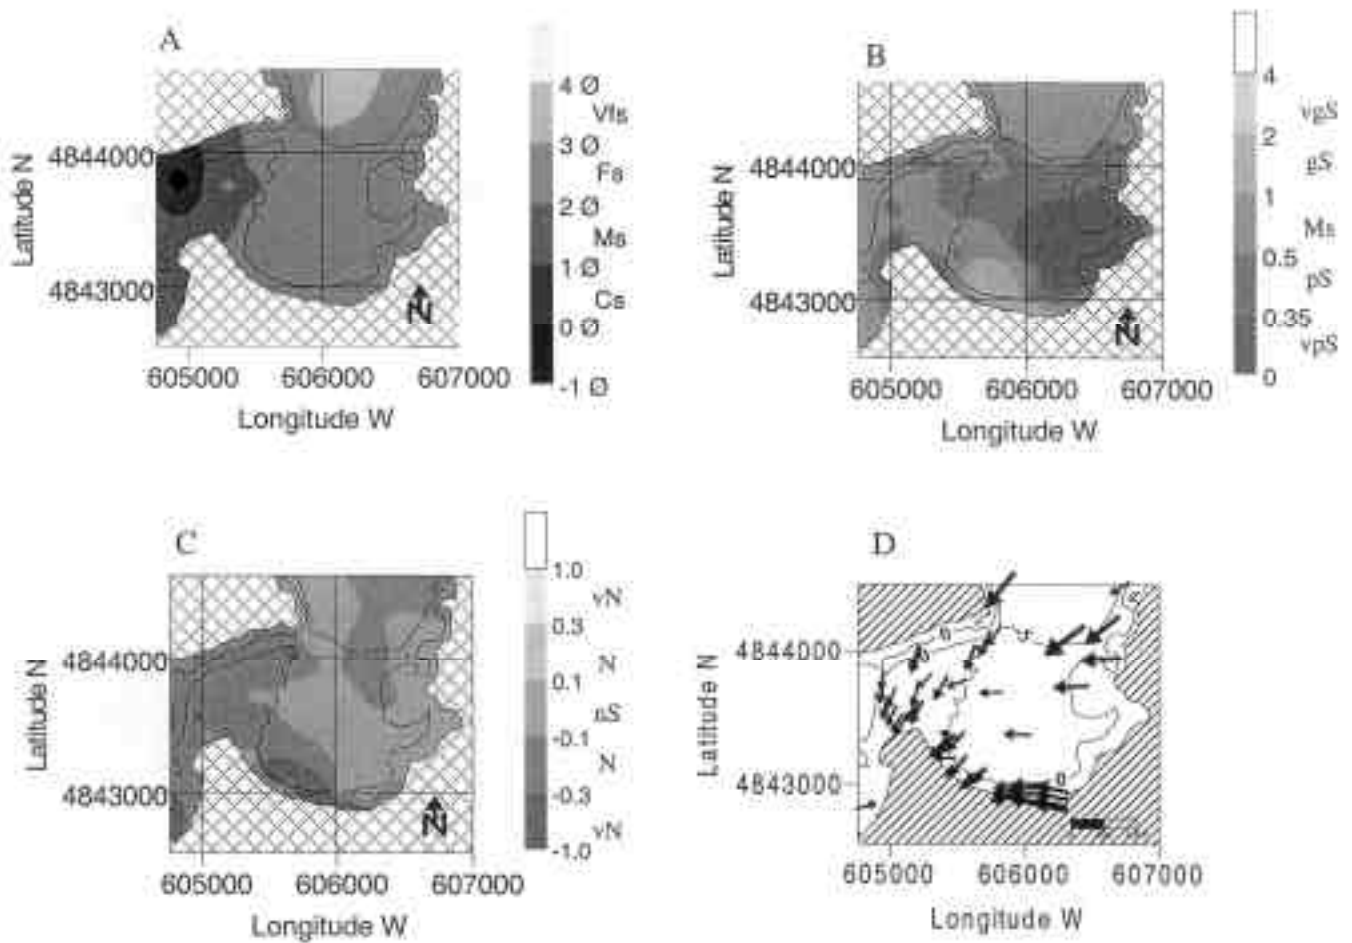 A
4 Ø
Vfs
3 Ø
Fs
2 Ø
Ms
1 Ø
Cs
0 Ø
-1 Ø
4844000
4843000
Latitude N
N
605000 606000 607000
Longitude W
B
4
vgS
2
gS
1
Ms
0.5
pS
0.35
vpS
0
4844000
4843000
Latitude N
N
605000 606000 607000
Longitude W
C
1.0
vN
0.3
N
0.1
nS
-0.1
N
-0.3
vN
-1.0
4844000
4843000
Latitude N
N
605000 606000 607000
Longitude W
D
4844000
4843000
Latitude N
0
0
605000 606000 607000
Longitude W